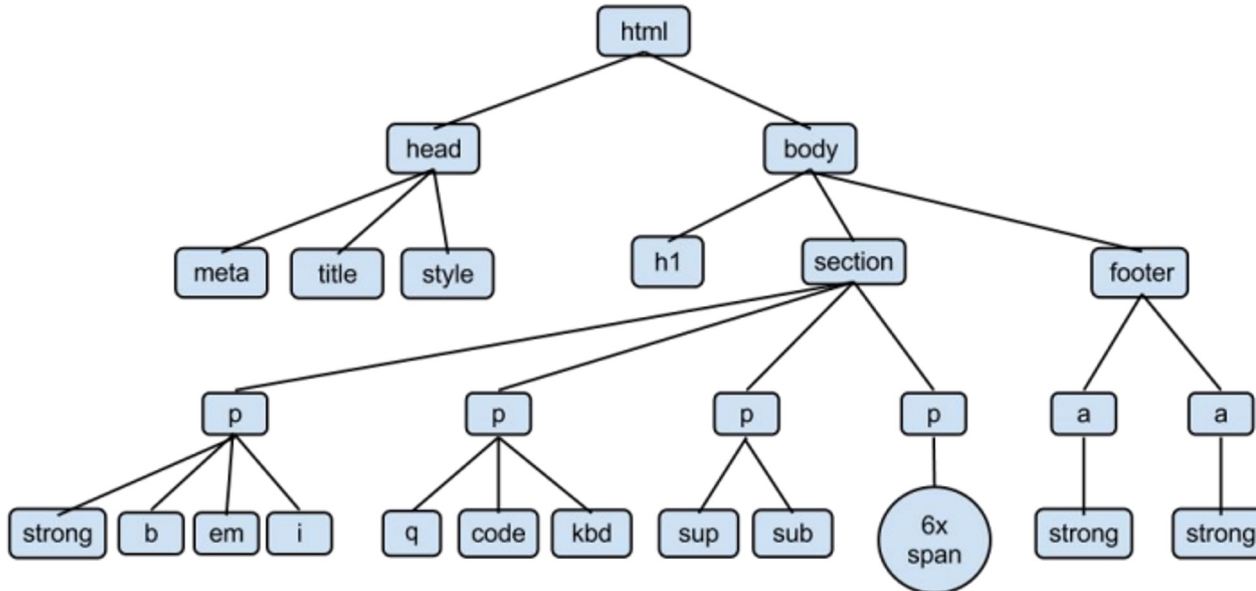 html
head
body
meta
title
style
h1
section
footer
p
p
p
p
a
a
strong
b
em
i
q
code
kbd
sup
sub
6x
span
strong
strong